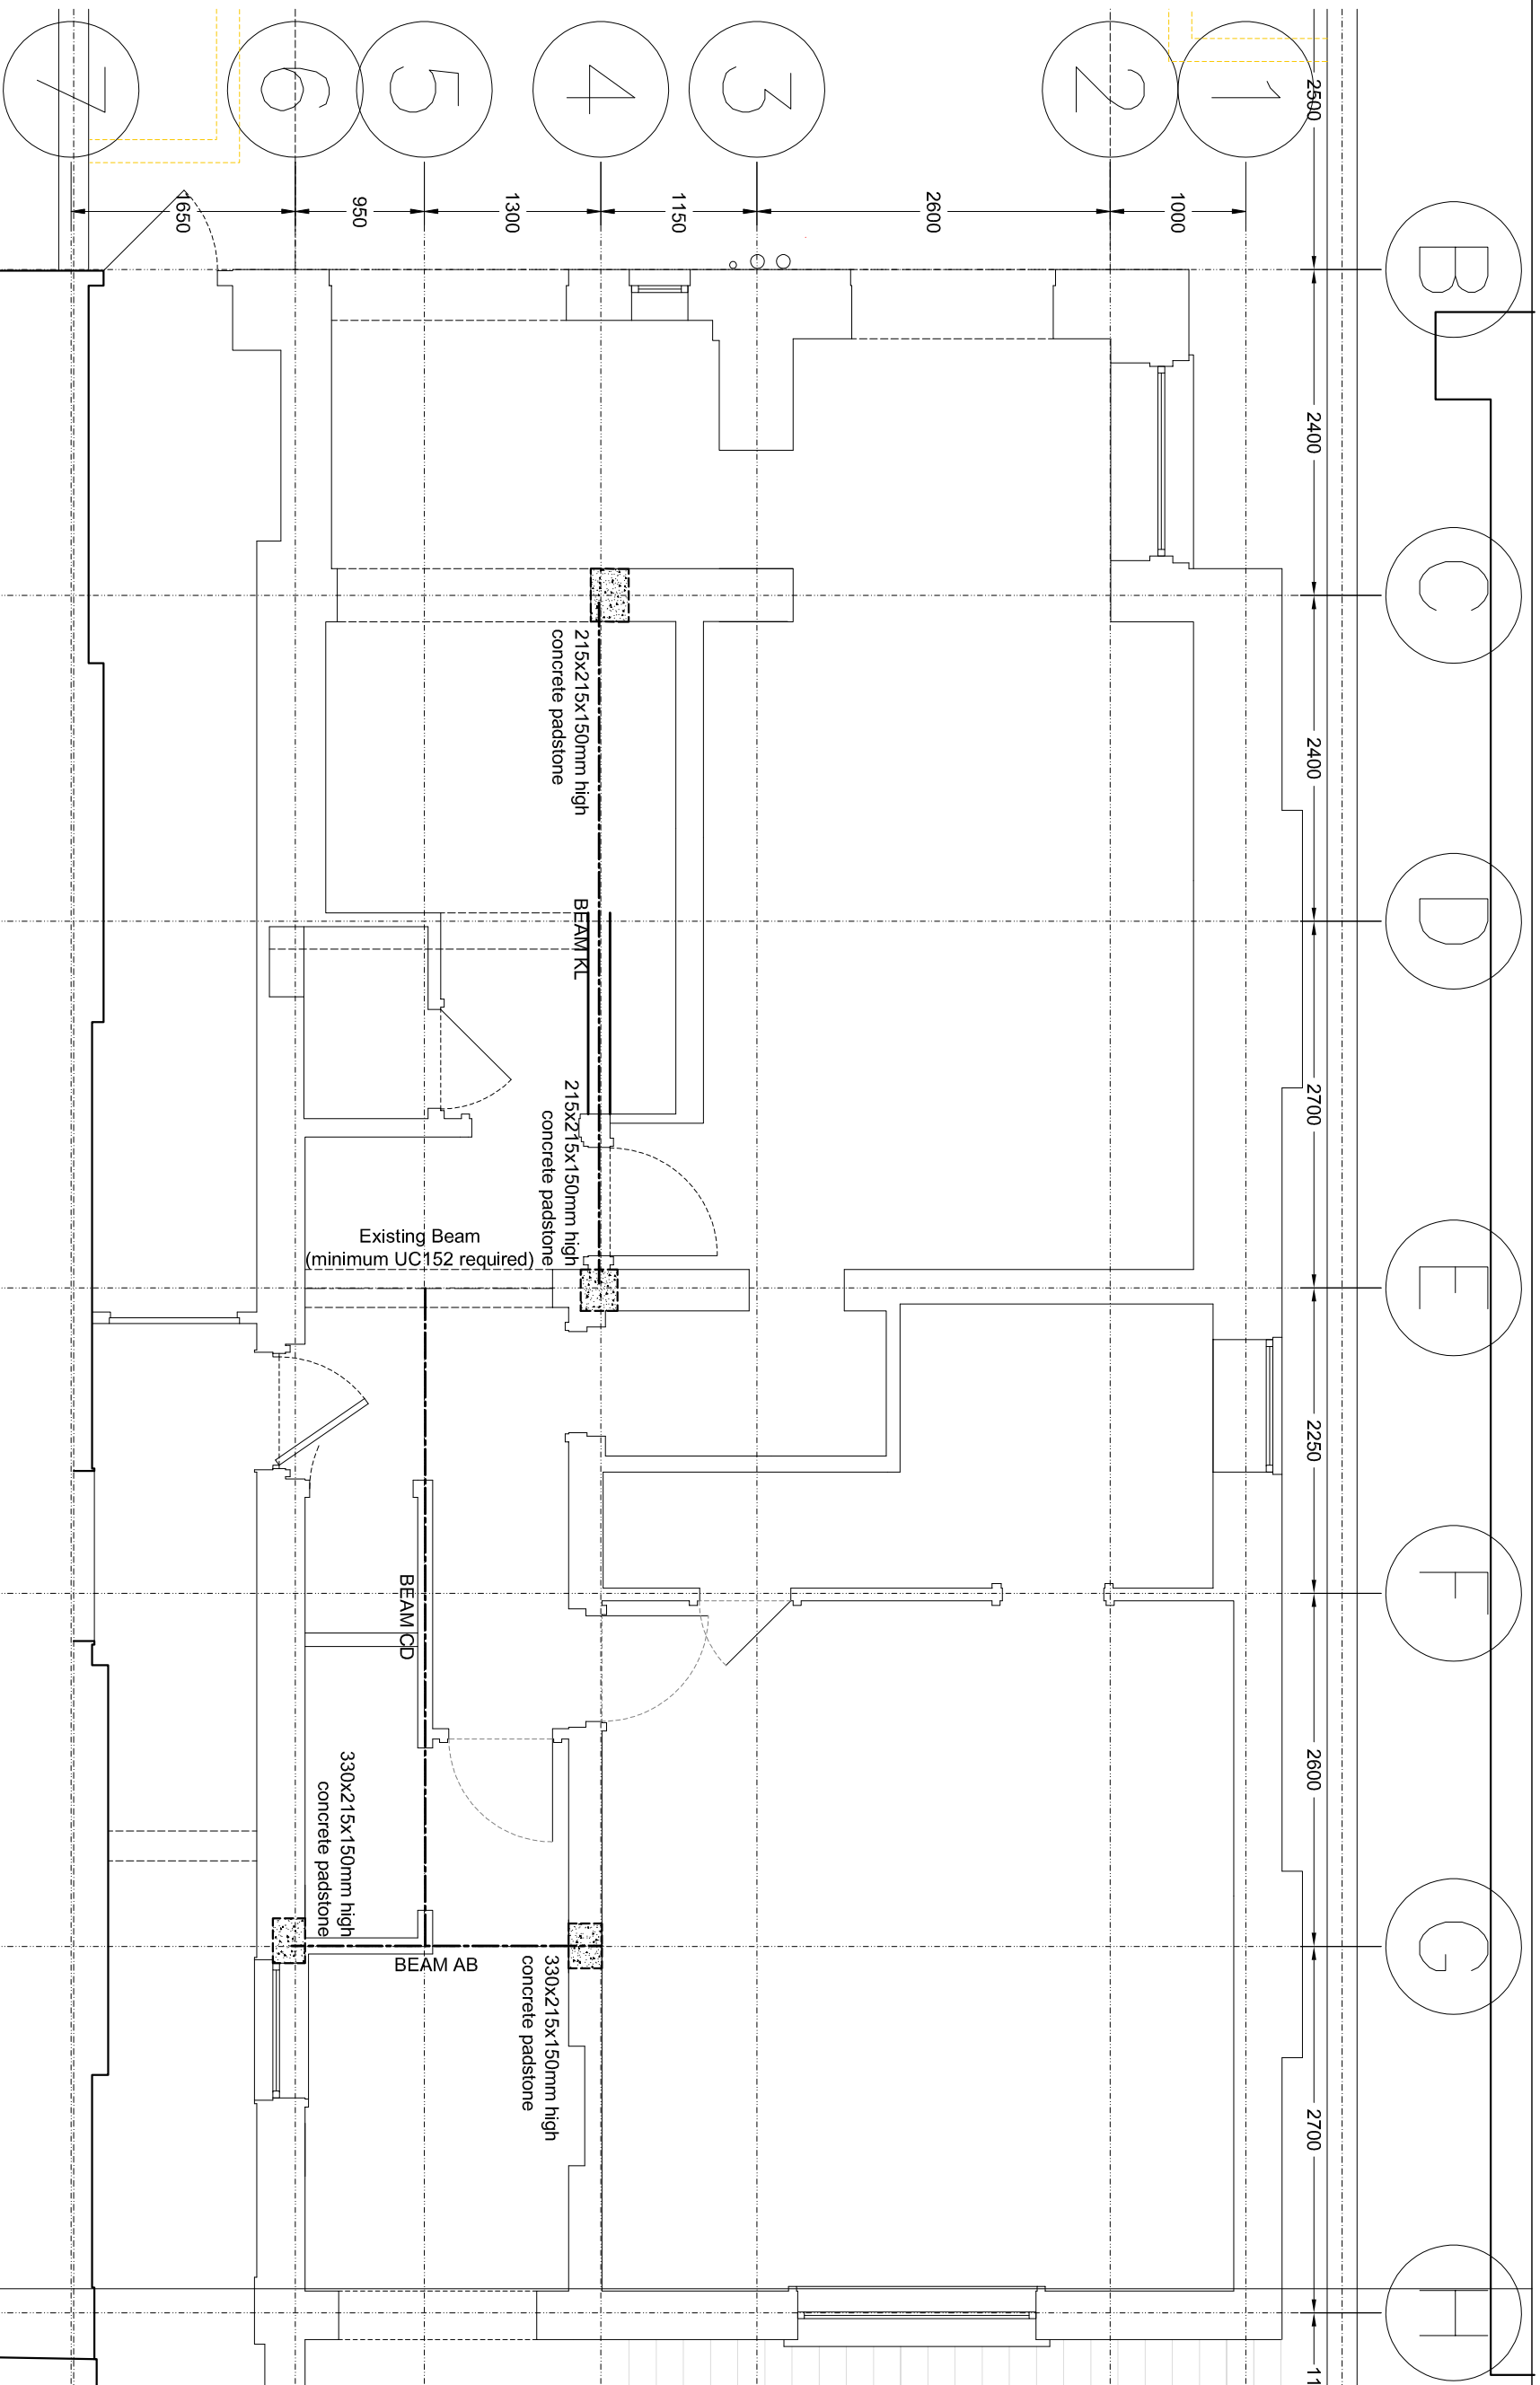 7
6
5
4
3
2
1
1650
950
1300
1150
2600
1000
2500
2400
2400
2700
2250
2600
2700
11
B
C
D
E
F
G
H
215x215x150mm high
concrete padstone
BEAM KL
215x215x150mm high
concrete padstone
Existing Beam
(minimum UC152 required)
BEAM CD
330x215x150mm high
concrete padstone
BEAM AB
330x215x150mm high
concrete padstone